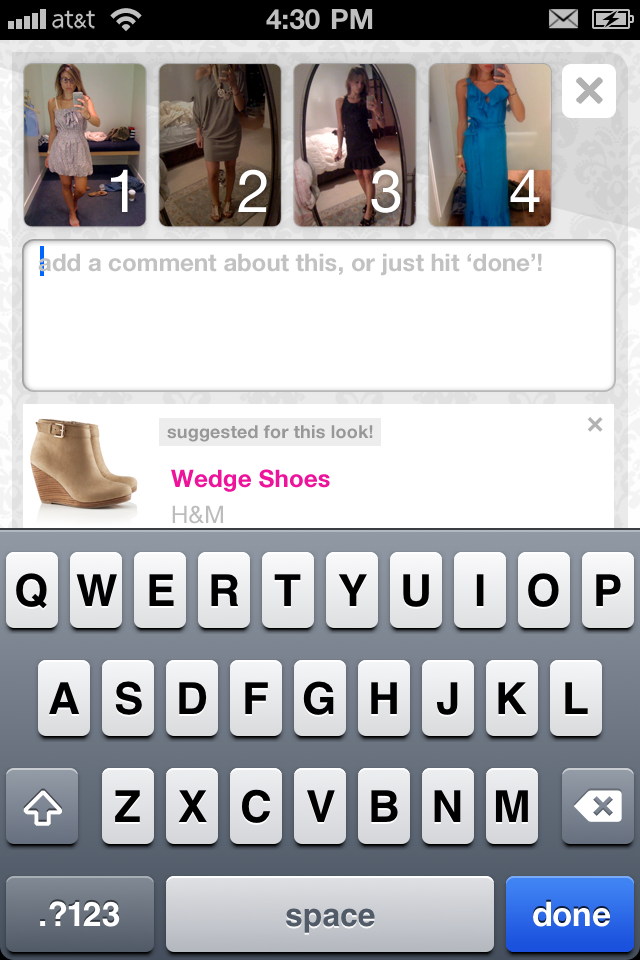 at&t 4:30 PM
1 2 3 4
add a comment about this, or just hit ‘done’!
suggested for this look!
Wedge Shoes
H&M
Q W E R T Y U I O P
A S D F G H J K L
Z X C V B N M
.?123 space done